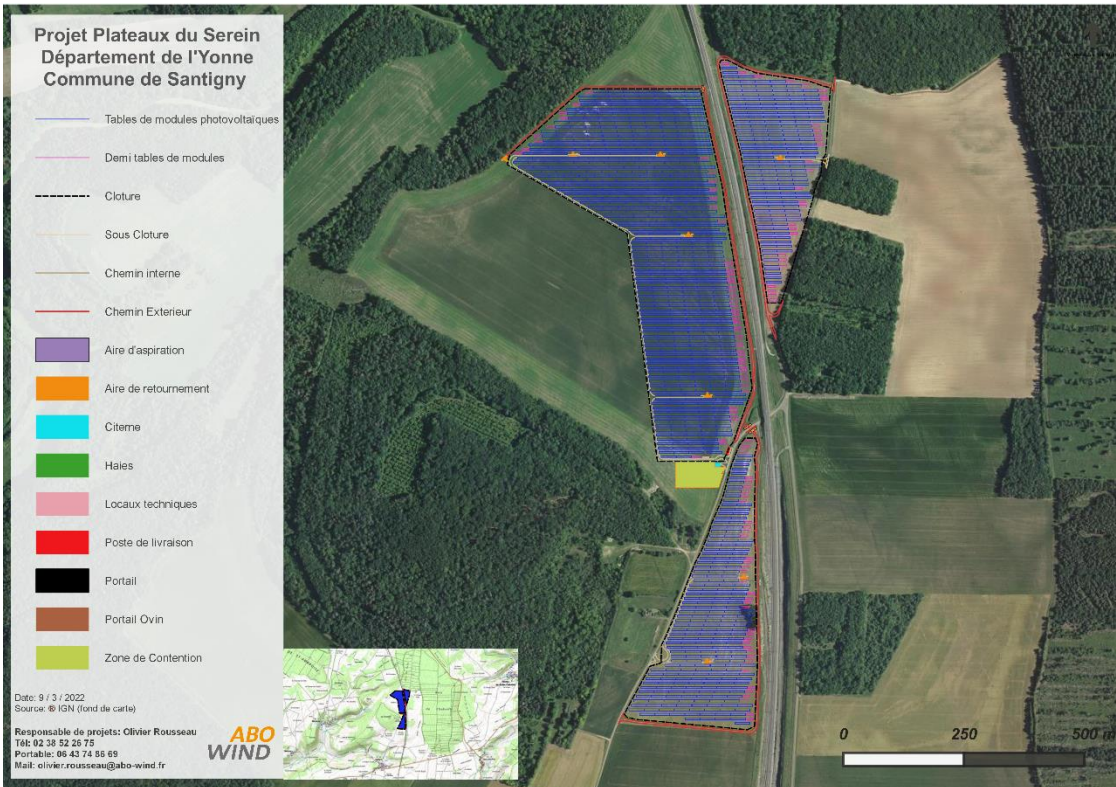 Projet Plateaux du Serein
Département de l'Yonne
Commune de Santigny
Tables de modules photovoltaïques
Demi tables de modules
Cloture
Sous Cloture
Chemin interne
Chemin Exterieur
Aire d'aspiration
Aire de retournement
Citerne
Haies
Locaux techniques
Poste de livraison
Portail
Portail Ovin
Zone de Contention
Date: 9 / 3 / 2022
Source: ® IGN (fond de carte)
Responsable de projets: Olivier Rousseau
Tél: 02 38 52 26 75
Portable: 06 43 74 86 69
Mail: olivier.rousseau@abo-wind.fr
ABO
WIND
0 250 500 m